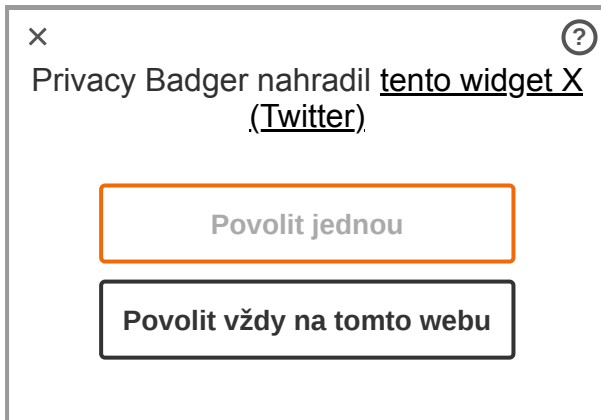 ×
?
Privacy Badger nahradil tento widget X
(Twitter)
Povolit jednou
Povolit vždy na tomto webu